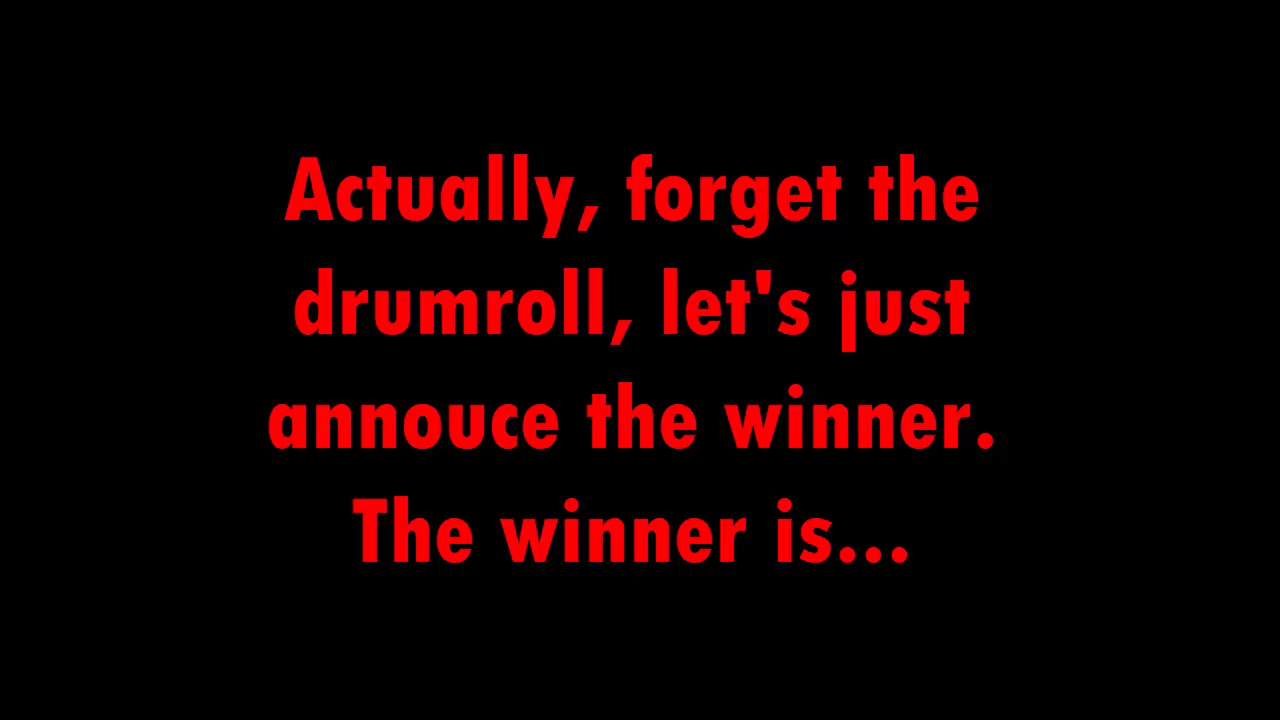 Actually, forget the
drumroll, let's just
annouce the winner.
The winner is...